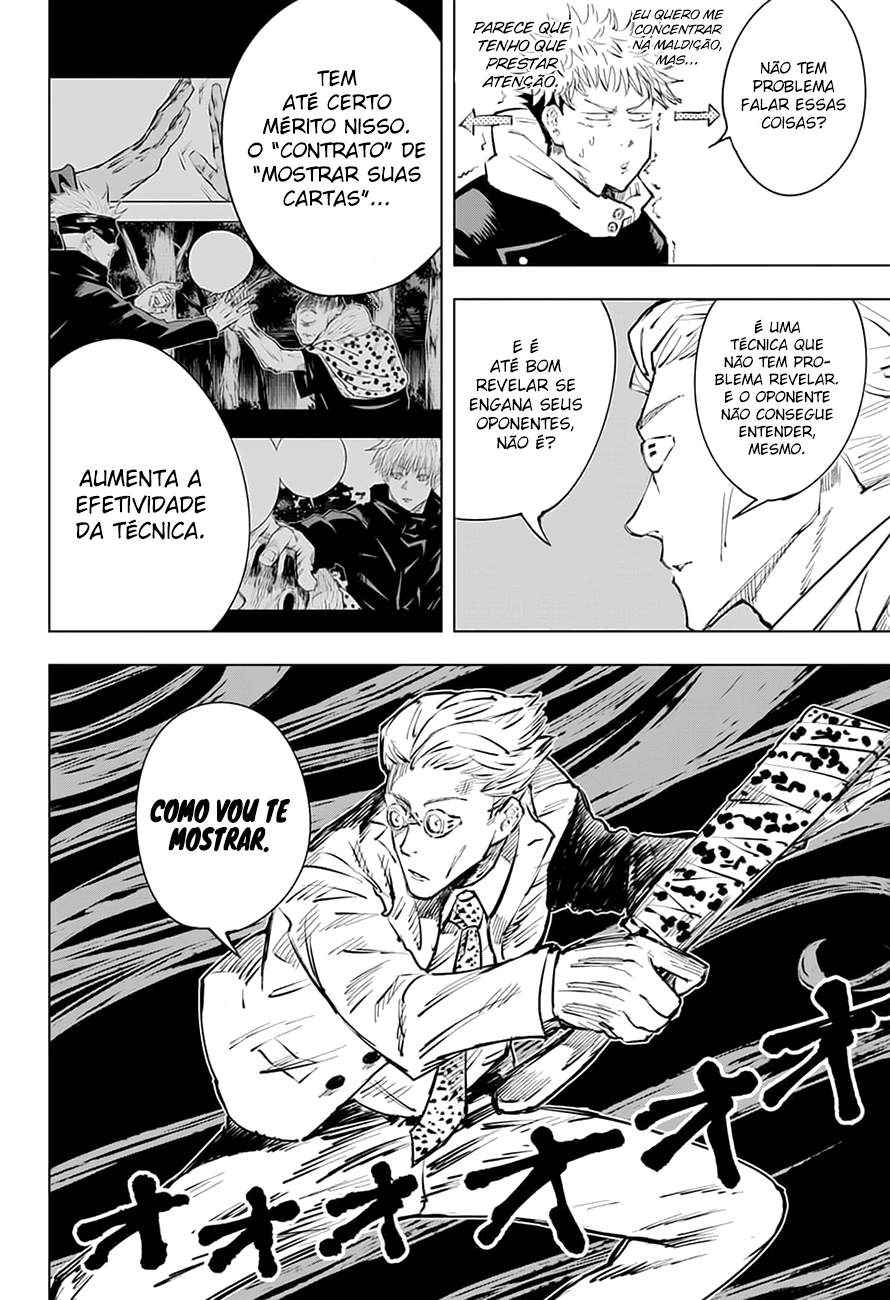 NÃO TEM
PROBLEMA
FALAR ESSAS
COISAS?
EU QUERO ME
CONCENTRAR
NA MALDIÇÃO,
MAS...
PARECE QUE
TENHO QUE
PRESTAR
ATENÇÃO.
É UMA
TÉCNICA QUE
NÃO TEM PRO-
BLEMA REVELAR.
E O OPONENTE
NÃO CONSEGUE
ENTENDER,
MESMO.
E É
ATÉ BOM
REVELAR SE
ENGANA SEUS
OPONENTES,
NÃO É?
TEM
ATÉ CERTO
MÉRITO NISSO.
O "CONTRATO" DE
"MOSTRAR SUAS
CARTAS"...
AUMENTA A
EFETIVIDADE
DA TÉCNICA.
COMO VOU TE
MOSTRAR.
オオオオオオオ